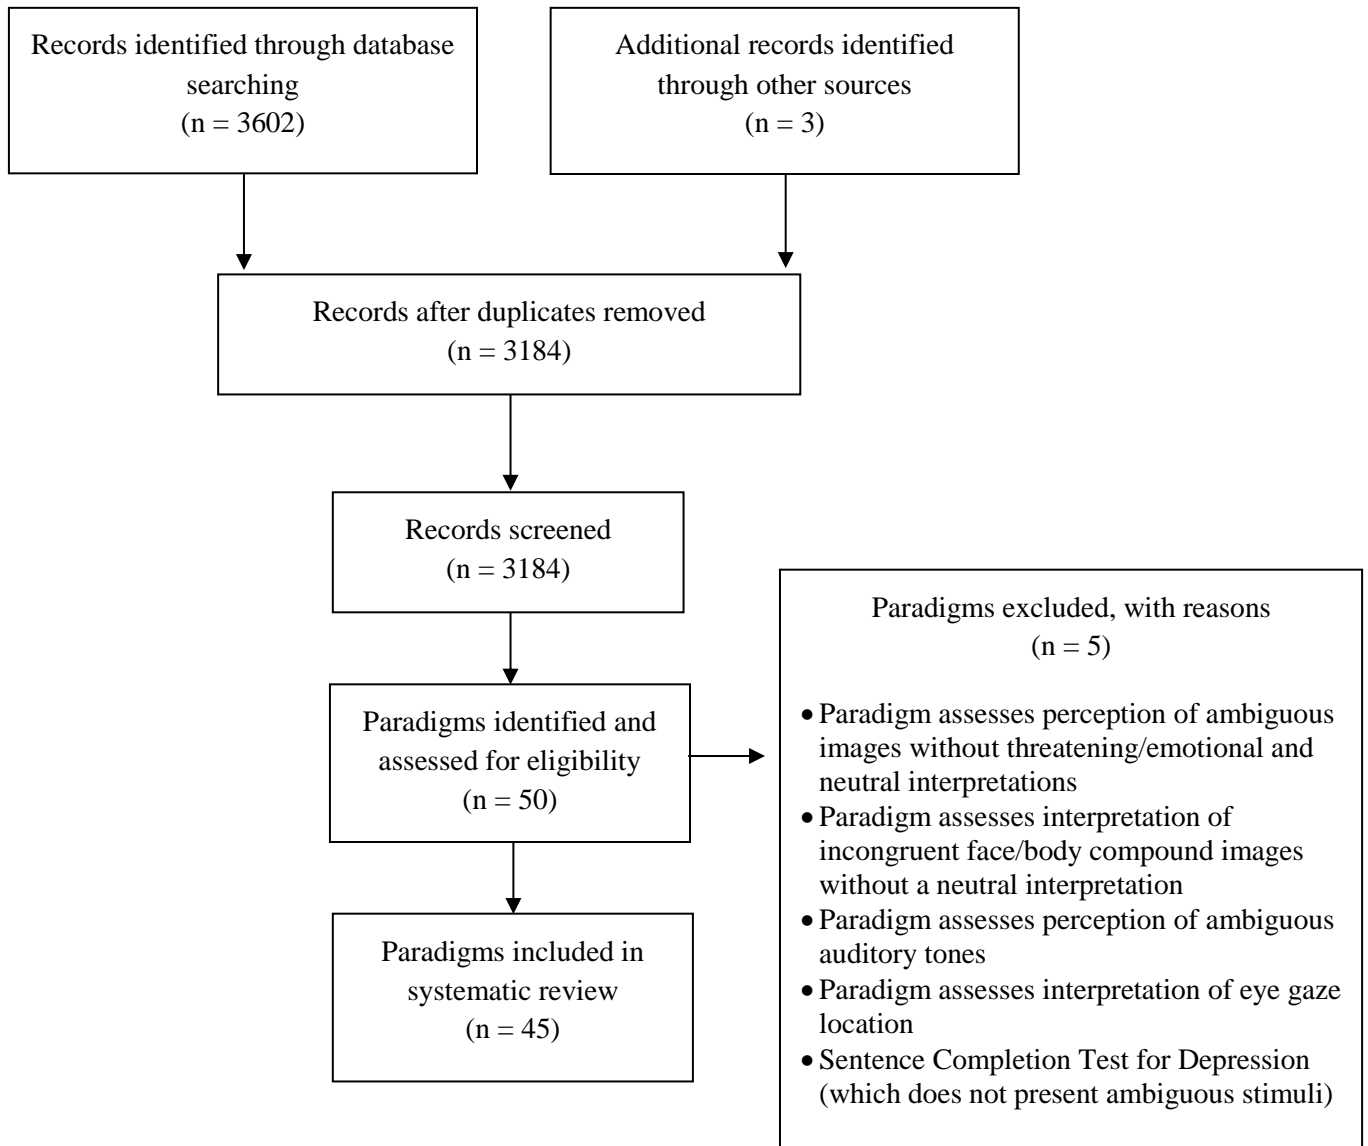 Records identified through database
searching
(n = 3602)
Additional records identified
through other sources
(n = 3)
Records after duplicates removed
(n = 3184)
Records screened
(n = 3184)
Paradigms identified and
assessed for eligibility
(n = 50)
Paradigms excluded, with reasons
(n = 5)
• Paradigm assesses perception of ambiguous
images without threatening/emotional and
neutral interpretations
• Paradigm assesses interpretation of
incongruent face/body compound images
without a neutral interpretation
• Paradigm assesses perception of ambiguous
auditory tones
• Paradigm assesses interpretation of eye gaze
location
• Sentence Completion Test for Depression
(which does not present ambiguous stimuli)
Paradigms included in
systematic review
(n = 45)